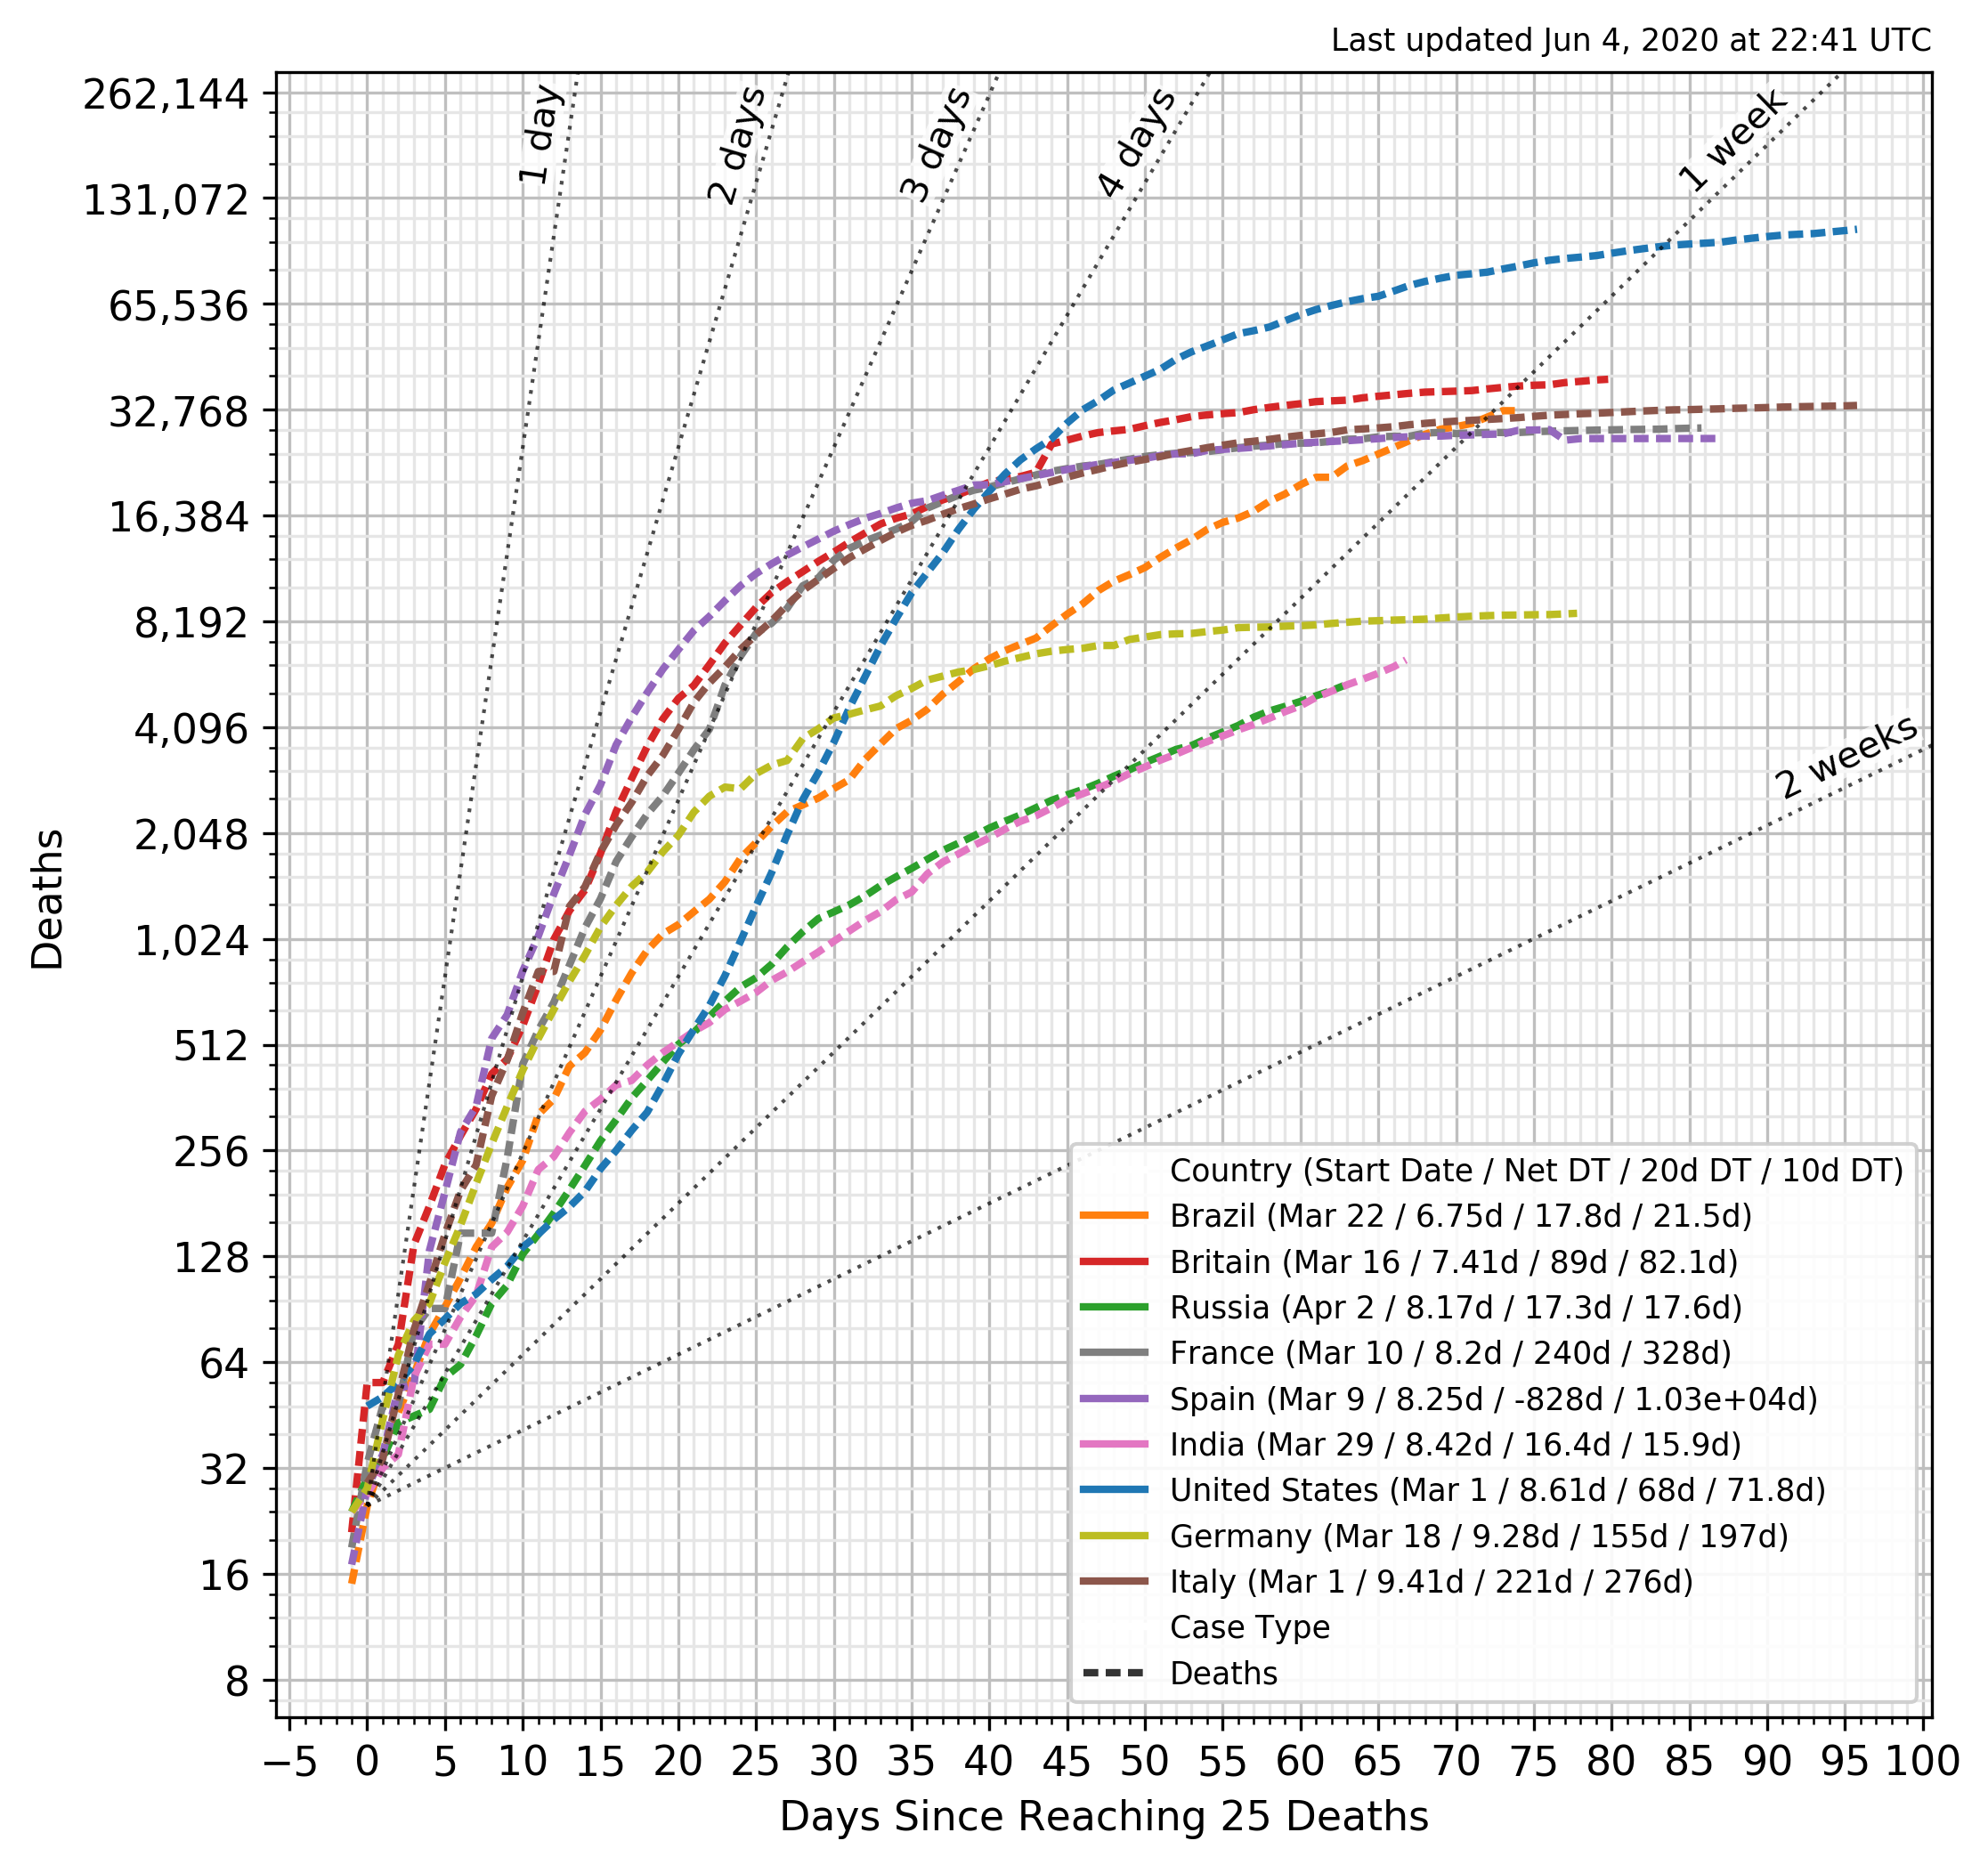 Last updated Jun 4, 2020 at 22:41 UTC
262,144
131,072
65,536
32,768
16,384
8,192
4,096
2,048
1,024
512
256
128
64
32
16
8
Deaths
1 day
2 days
3 days
4 days
1 week
2 weeks
Country (Start Date / Net DT / 20d DT / 10d DT)
Brazil (Mar 22 / 6.75d / 17.8d / 21.5d)
Britain (Mar 16 / 7.41d / 89d / 82.1d)
Russia (Apr 2 / 8.17d / 17.3d / 17.6d)
France (Mar 10 / 8.2d / 240d / 328d)
Spain (Mar 9 / 8.25d / -828d / 1.03e+04d)
India (Mar 29 / 8.42d / 16.4d / 15.9d)
United States (Mar 1 / 8.61d / 68d / 71.8d)
Germany (Mar 18 / 9.28d / 155d / 197d)
Italy (Mar 1 / 9.41d / 221d / 276d)
Case Type
Deaths
−5 0 5 10 15 20 25 30 35 40 45 50 55 60 65 70 75 80 85 90 95 100
Days Since Reaching 25 Deaths